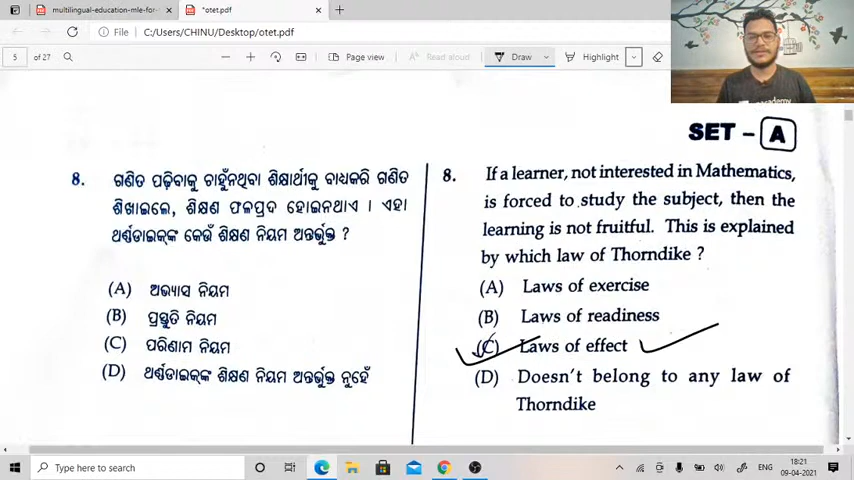 multilingual-education-mle-for-
*otet.pdf
File
C:/Users/CHINU/Desktop/otet.pdf
5
of 27
Page view
Read aloud
Draw
Highlight
SET – A
8. ଗଣିତ ପଢ଼ିବାକୁ ଚାହୁଁନଥିବା ଶିକ୍ଷାର୍ଥୀକୁ ବାଧ୍ୟକରି ଗଣିତ
ଶିଖାଇଲେ, ଶିକ୍ଷଣ ଫଳପ୍ରଦ ହୋଇନଥାଏ । ଏହା
ଥର୍ଣ୍ଣଡାଇକ୍‌ଙ୍କ କେଉଁ ଶିକ୍ଷଣ ନିୟମ ଅନ୍ତର୍ଭୁକ୍ତ ?
(A) ଅଭ୍ୟାସ ନିୟମ
(B) ପ୍ରସ୍ତୁତି ନିୟମ
(C) ପରିଣାମ ନିୟମ
(D) ଥର୍ଣ୍ଣଡାଇକ୍‌ଙ୍କ ଶିକ୍ଷଣ ନିୟମ ଅନ୍ତର୍ଭୁକ୍ତ ନୁହେଁ
8. If a learner, not interested in Mathematics,
is forced to study the subject, then the
learning is not fruitful. This is explained
by which law of Thorndike ?
(A) Laws of exercise
(B) Laws of readiness
(C) Laws of effect
(D) Doesn't belong to any law of
Thorndike
Type here to search
ENG
18:21
09-04-2021